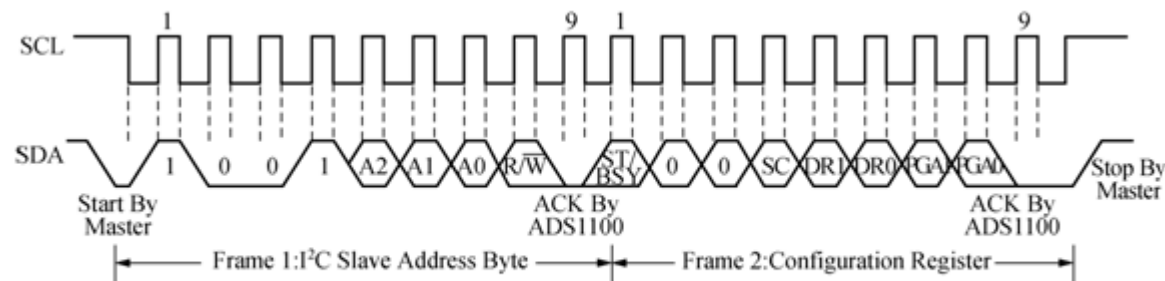 1 9 1 9
SCL
SDA
1 0 0 1 A2 A1 A0 R/W̅ ST/BSY 0 0 SC DR1 DR0 PGA1 PGA0
Start By Master
ACK By ADS1100
ACK By ADS1100
Stop By Master
Frame 1:I²C Slave Address Byte
Frame 2:Configuration Register